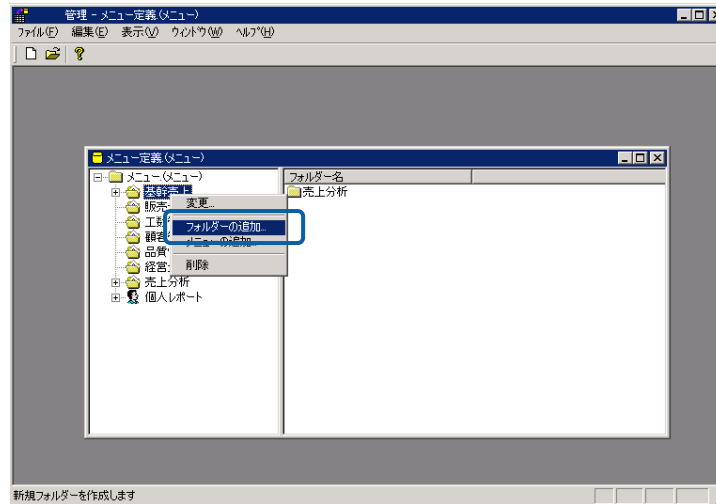 管理 - メニュー定義(メニュー)
ファイル(F) 編集(E) 表示(V) ウィンドウ(W) ヘルプ(H)
メニュー定義(メニュー)
メニュー.(メニュー)
基幹売上
販売
工数
顧客
品質
経営
売上分析
個人レポート
変更...
フォルダーの追加...
メニューの追加...
削除
フォルダー名
売上分析
新規フォルダーを作成します